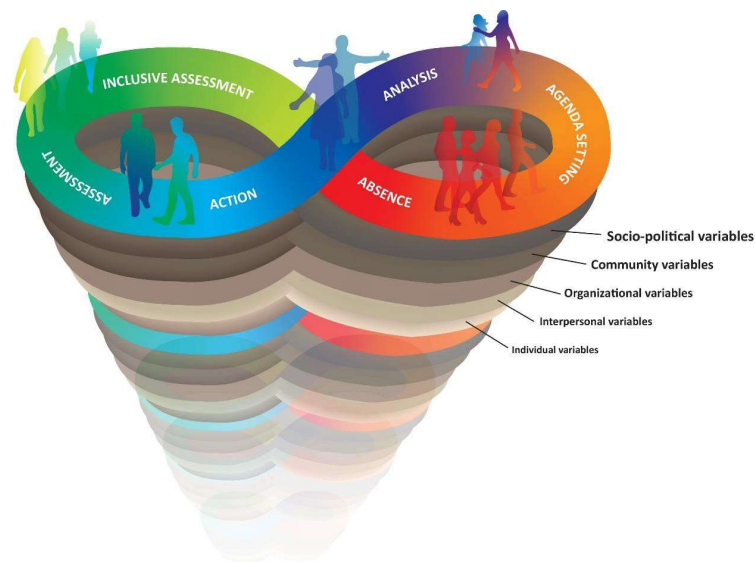 INCLUSIVE ASSESSMENT
ANALYSIS
AGENDA SETTING
ASSESSMENT
ACTION
ABSENCE
Socio-political variables
Community variables
Organizational variables
Interpersonal variables
Individual variables